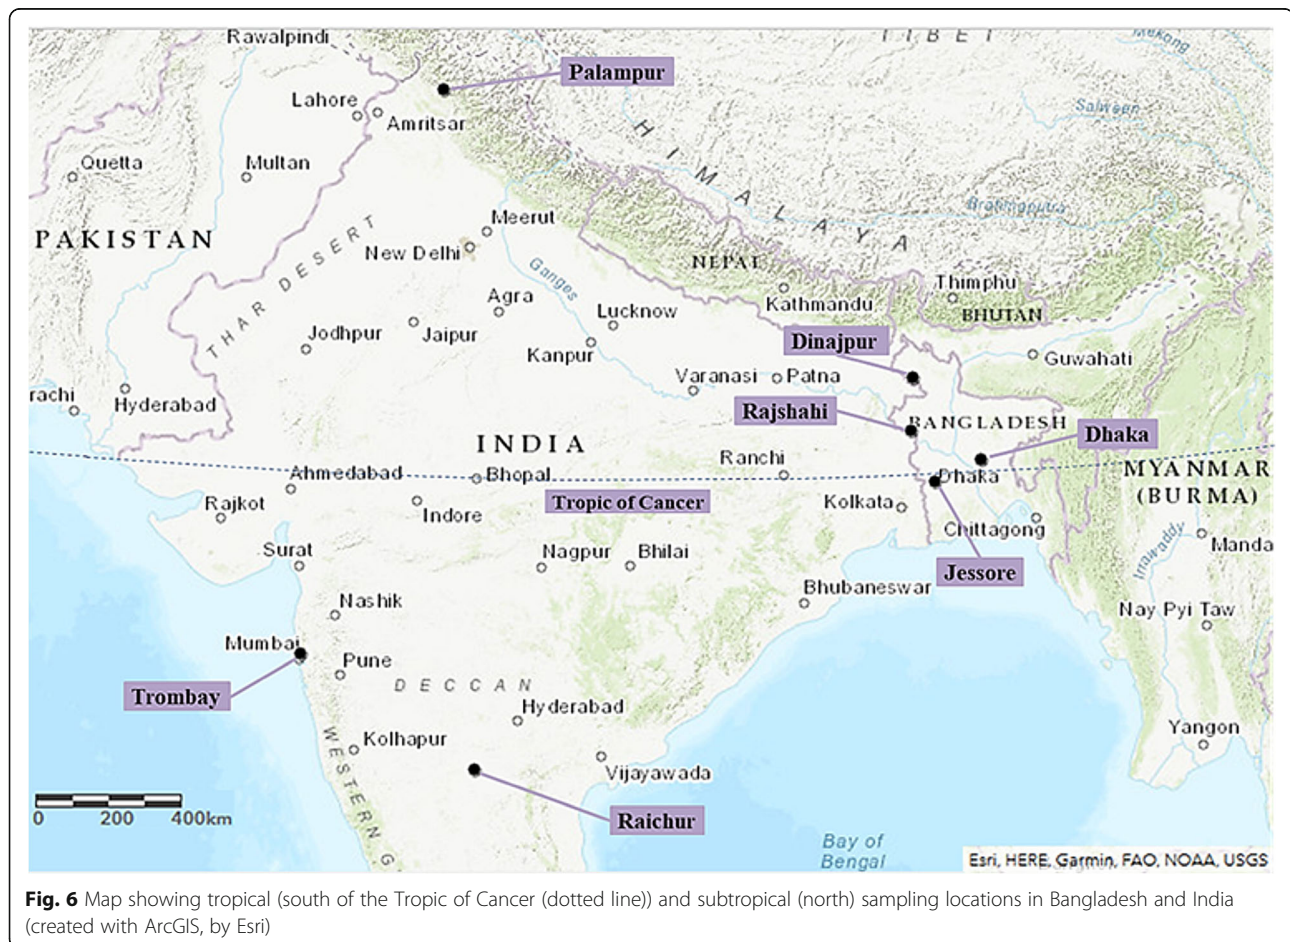 Rawalpindi
TIBET
Mekong
Palampur
Lahore
Amritsar
Salween
HIMALAYA
Quetta
Multan
Brahmaputra
Meerut
PAKISTAN
New Delhi
THAR DESERT
Ganges
NEPAL
Agra
Lucknow
Kathmandu
Thimphu
BHUTAN
Jodhpur
Jaipur
Kanpur
Dinajpur
Guwahati
Varanasi
Patna
rachi
Hyderabad
Rajshahi
BANGLADESH
Dhaka
INDIA
Ranchi
MYANMAR
(BURMA)
Ahmedabad
Bhopal
Dhaka
Rajkot
Indore
Tropic of Cancer
Kolkata
Chittagong
Irrawaddy
Manda
Surat
Nagpur
Bhilai
Jessore
Bhubaneswar
Nashik
Nay Pyi Taw
Mumbai
Pune
Trombay
DECCAN
Hyderabad
Yangon
WESTERN G
Kolhapur
Vijayawada
0 200 400km
Raichur
Bay of
Bengal
Esri, HERE, Garmin, FAO, NOAA, USGS
Fig. 6 Map showing tropical (south of the Tropic of Cancer (dotted line)) and subtropical (north) sampling locations in Bangladesh and India
(created with ArcGIS, by Esri)